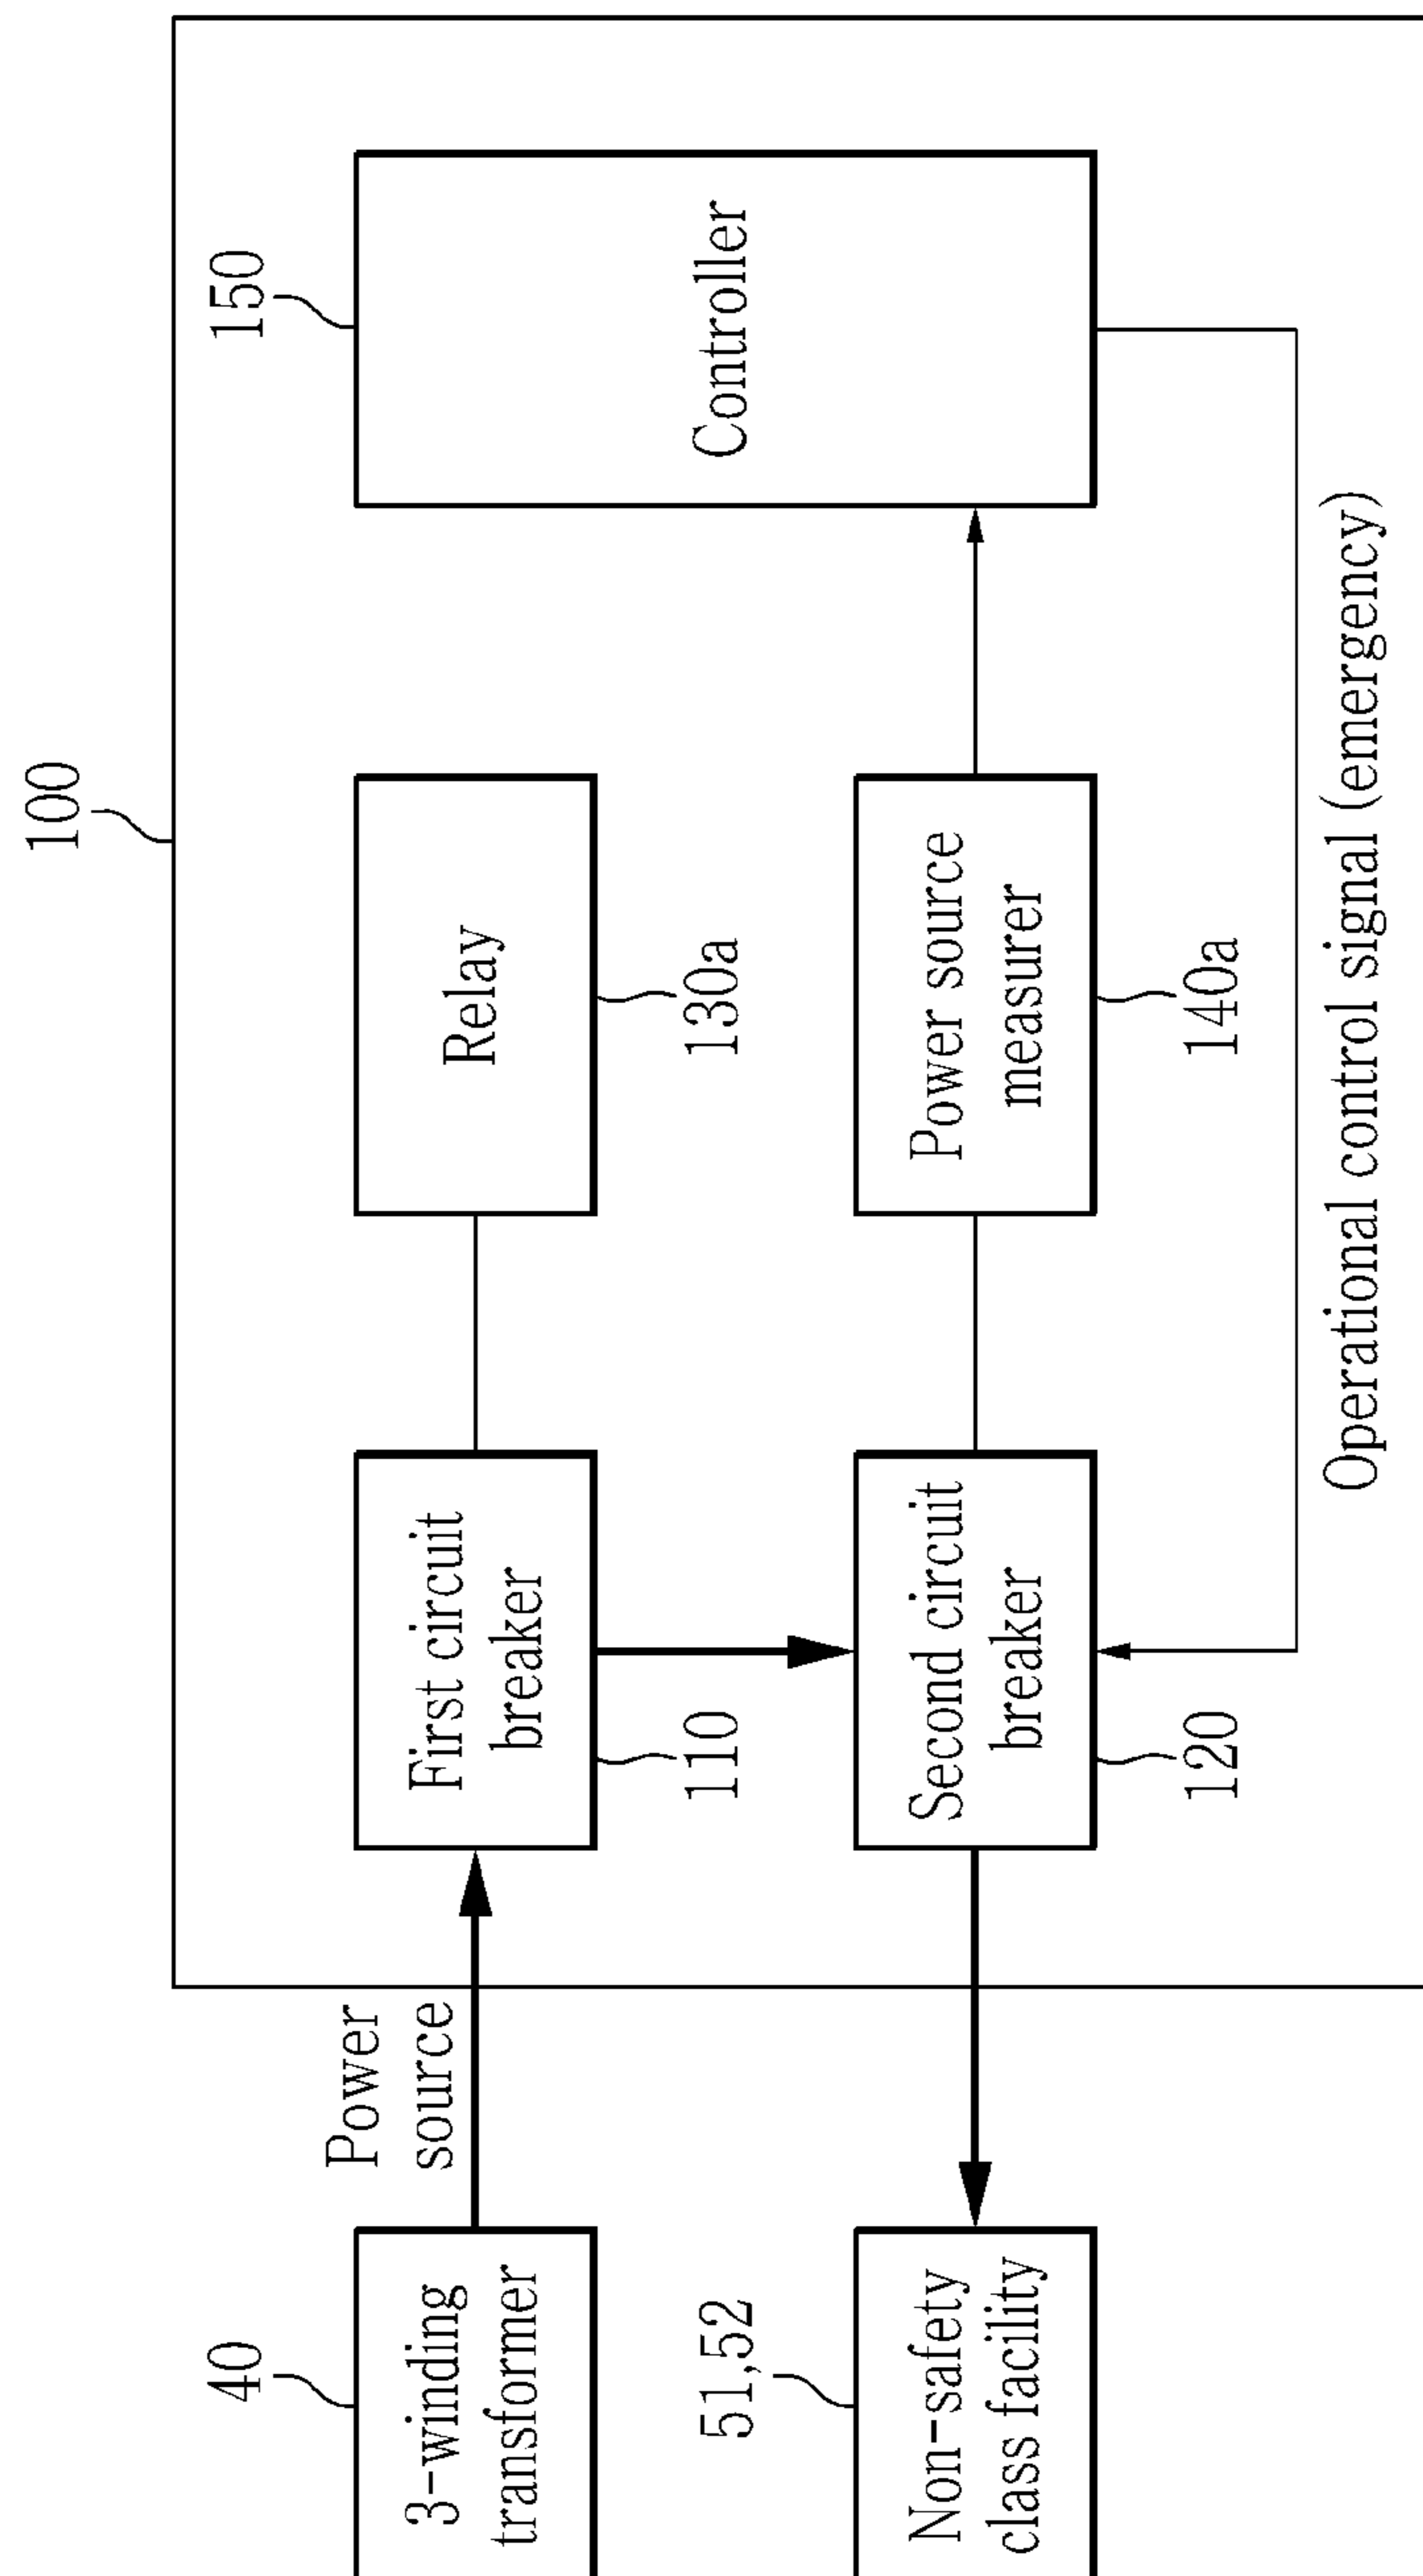 100
150
40
Power
source
3-winding
transformer
First circuit
breaker
Relay
Controller
110
130a
51,52
Non-safety
class facility
Second circuit
breaker
Power source
measurer
120
140a
Operational control signal (emergency)